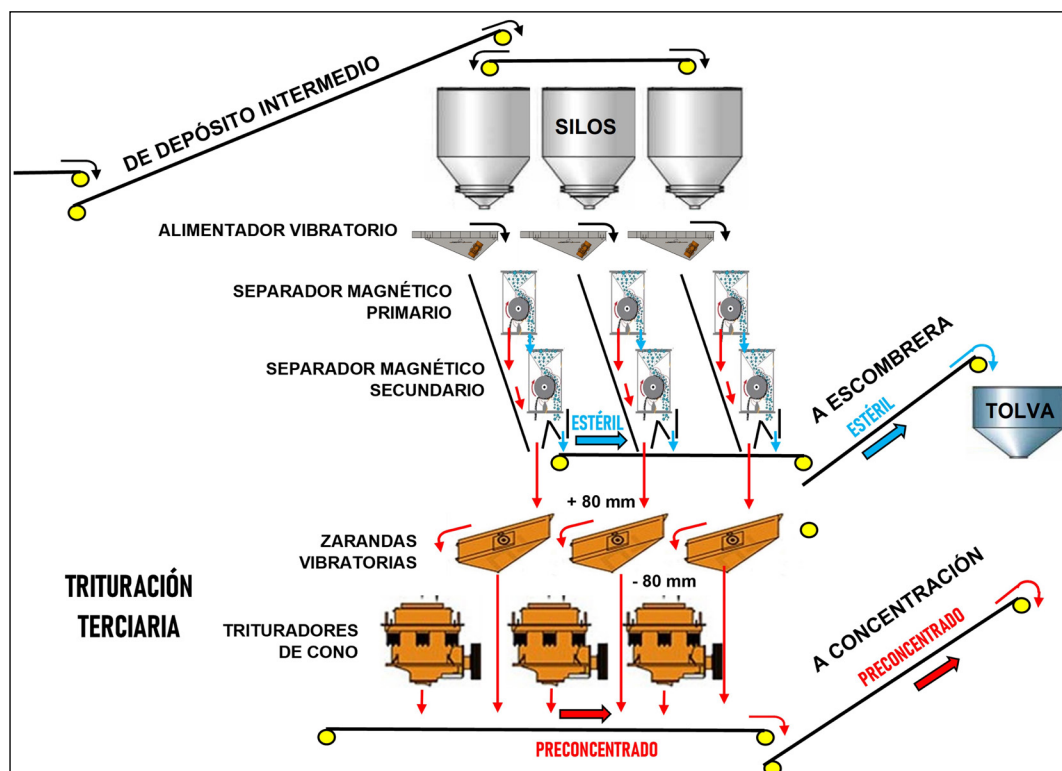 DE DEPÓSITO INTERMEDIO
SILOS
ALIMENTADOR VIBRATORIO
SEPARADOR MAGNÉTICO
PRIMARIO
SEPARADOR MAGNÉTICO
SECUNDARIO
A ESCOMBRERA
ESTÉRIL
TOLVA
ESTÉRIL
+ 80 mm
ZARANDAS
VIBRATORIAS
- 80 mm
TRITURACIÓN
TERCIARIA
TRITURADORES
DE CONO
A CONCENTRACIÓN
PRECONCENTRADO
PRECONCENTRADO